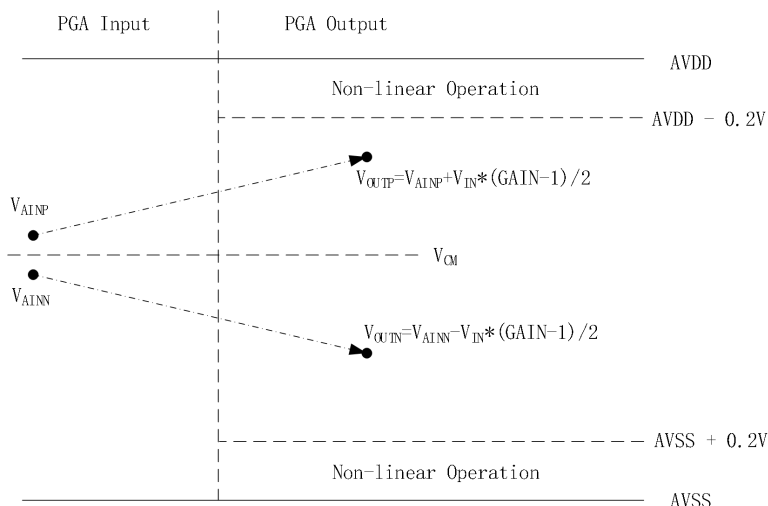 PGA Input
PGA Output
AVDD
Non-linear Operation
AVDD - 0.2V
V_OUTP=V_AINP+V_IN*(GAIN-1)/2
V_AINP
V_CM
V_AINN
V_OUTN=V_AINN-V_IN*(GAIN-1)/2
AVSS + 0.2V
Non-linear Operation
AVSS